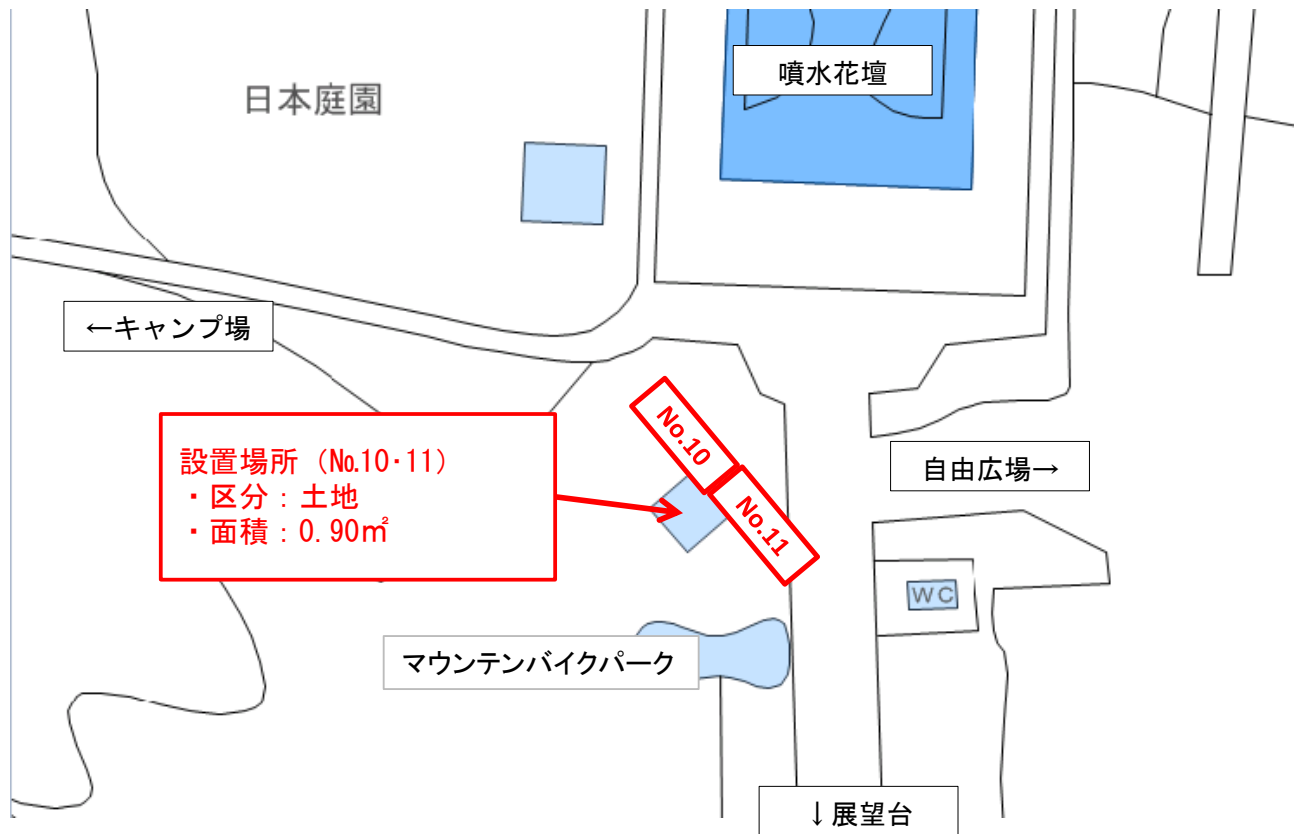 噴水花壇
日本庭園
←キャンプ場
設置場所（№10・11）
・区分：土地
・面積：0.90㎡
No.10
No.11
自由広場→
WC
マウンテンバイクパーク
↓展望台